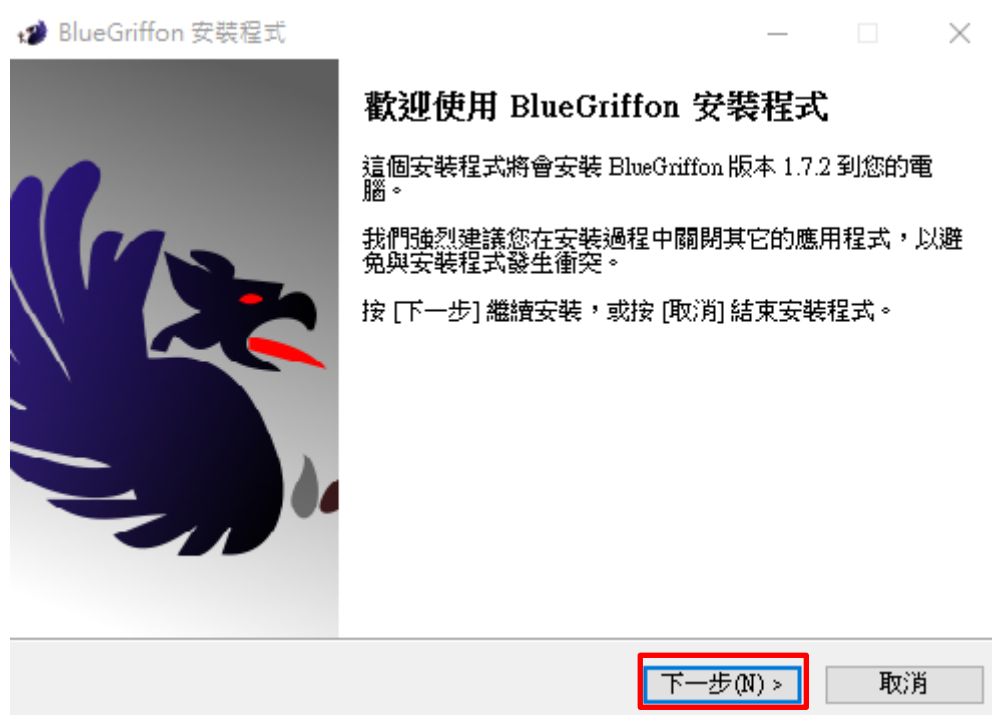 BlueGriffon 安裝程式
歡迎使用 BlueGriffon 安裝程式
這個安裝程式將會安裝 BlueGriffon 版本 1.7.2 到您的電
腦。
我們強烈建議您在安裝過程中關閉其它的應用程式，以避
免與安裝程式發生衝突。
按 [下一步] 繼續安裝，或按 [取消] 結束安裝程式。
下一步(N) >
取消